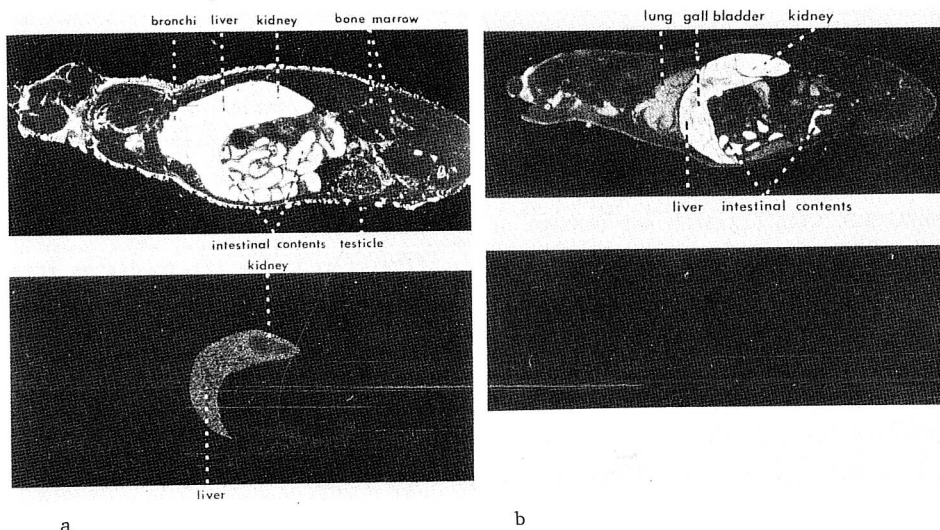 bronchi liver kidney bone marrow
intestinal contents testicle
kidney
liver
a
lung gall bladder kidney
liver intestinal contents
b